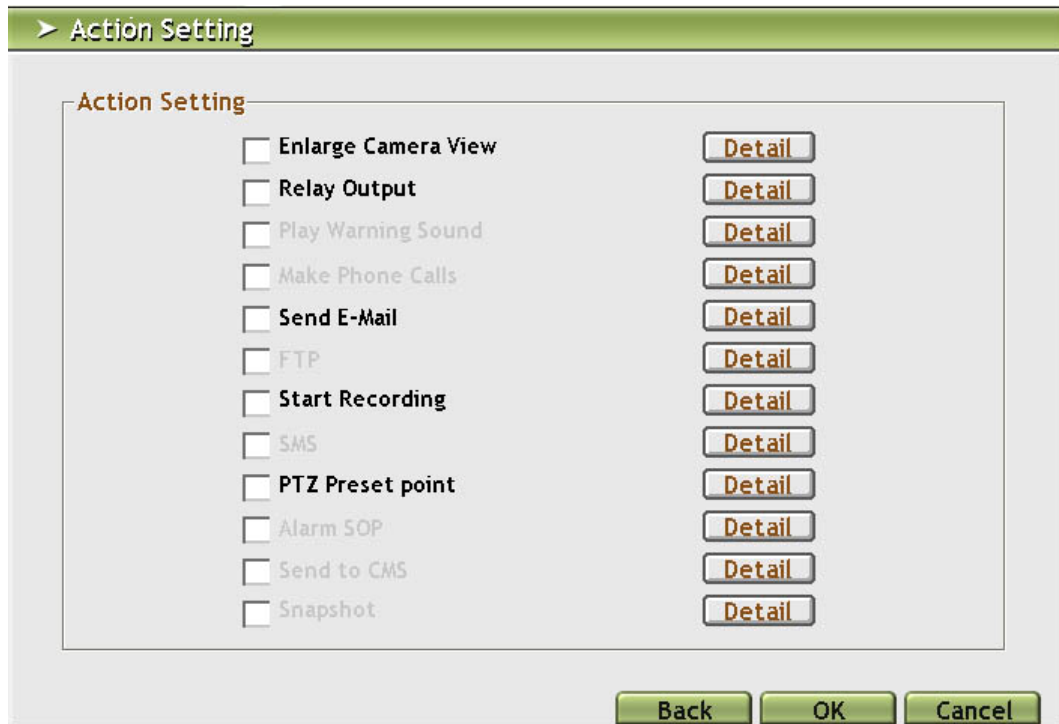 Action Setting
Action Setting
Enlarge Camera View Detail
Relay Output Detail
Play Warning Sound Detail
Make Phone Calls Detail
Send E-Mail Detail
FTP Detail
Start Recording Detail
SMS Detail
PTZ Preset point Detail
Alarm SOP Detail
Send to CMS Detail
Snapshot Detail
Back OK Cancel